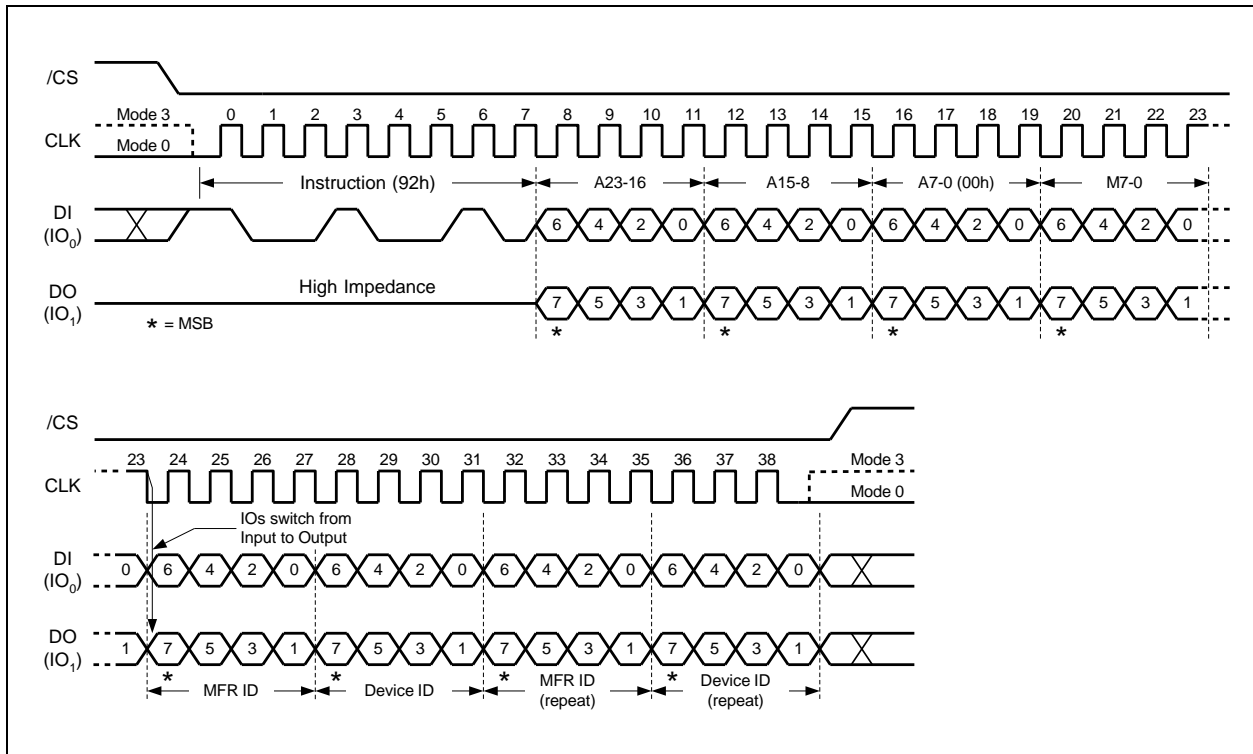 /CS
Mode 3 0 1 2 3 4 5 6 7 8 9 10 11 12 13 14 15 16 17 18 19 20 21 22 23
CLK
Mode 0
Instruction (92h) A23-16 A15-8 A7-0 (00h) M7-0
DI
(IO0) 6 4 2 0 6 4 2 0 6 4 2 0 6 4 2 0
High Impedance
DO
(IO1) 7 5 3 1 7 5 3 1 7 5 3 1 7 5 3 1
* = MSB * * * *
/CS
23 24 25 26 27 28 29 30 31 32 33 34 35 36 37 38 Mode 3
CLK
Mode 0
IOs switch from
Input to Output
DI
(IO0) 0 6 4 2 0 6 4 2 0 6 4 2 0 6 4 2 0
DO
(IO1) 1 7 5 3 1 7 5 3 1 7 5 3 1 7 5 3 1
* * * *
MFR ID Device ID MFR ID Device ID
(repeat) (repeat)